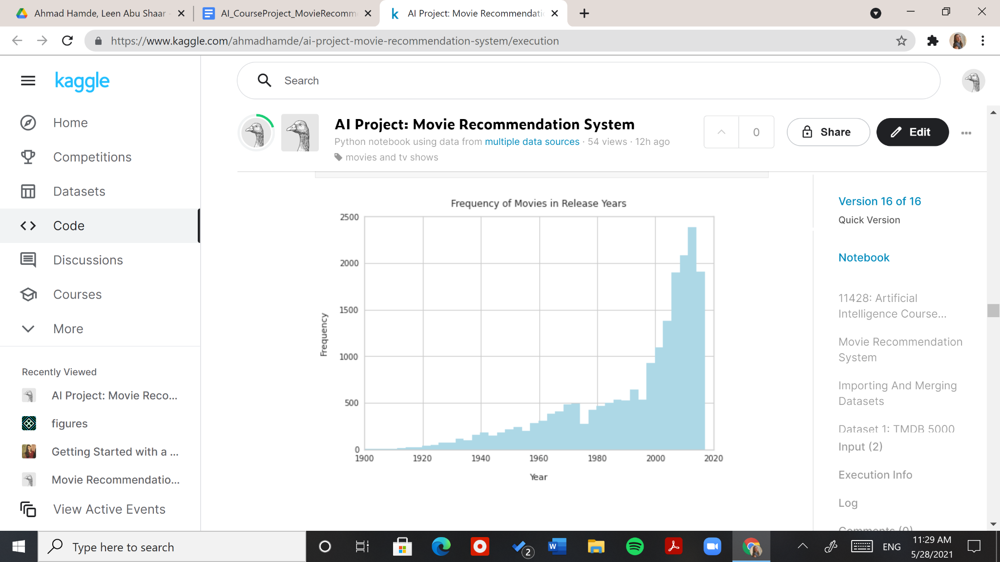 Ahmad Hamde, Leen Abu Shaar -
AI_CourseProject_MovieRecomm
AI Project: Movie Recommendati
https://www.kaggle.com/ahmadhamde/ai-project-movie-recommendation-system/execution
kaggle
Search
Home
Competitions
Datasets
Code
Discussions
Courses
More
Recently Viewed
AI Project: Movie Reco...
figures
Getting Started with a ...
Movie Recommendatio...
View Active Events
AI Project: Movie Recommendation System
Python notebook using data from multiple data sources · 54 views · 12h ago
movies and tv shows
0
Share
Edit
Frequency of Movies in Release Years
2500
2000
1500
1000
500
0
Frequency
1900 1920 1940 1960 1980 2000 2020
Year
Version 16 of 16
Quick Version
Notebook
11428: Artificial
Intelligence Course...
Movie Recommendation
System
Importing And Merging
Datasets
Dataset 1: TMDB 5000
Input (2)
Execution Info
Log
Comments (0)
Type here to search
2
ENG
11:29 AM
5/28/2021